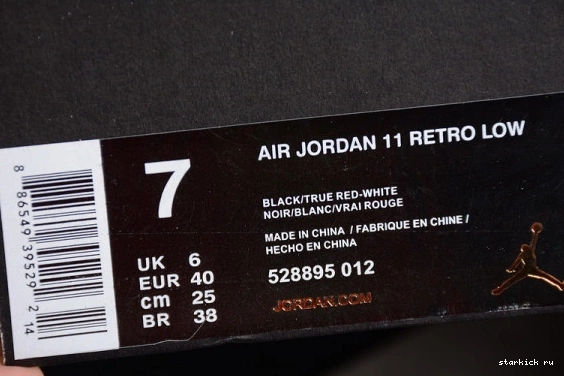 AIR JORDAN 11 RETRO LOW
7
BLACK/TRUE RED-WHITE
NOIR/BLANC/VRAI ROUGE
MADE IN CHINA / FABRIQUE EN CHINE /
HECHO EN CHINA
528895 012
JORDAN.COM
UK 6
EUR 40
cm 25
BR 38
8 86549 39529 2 14
starkick ru